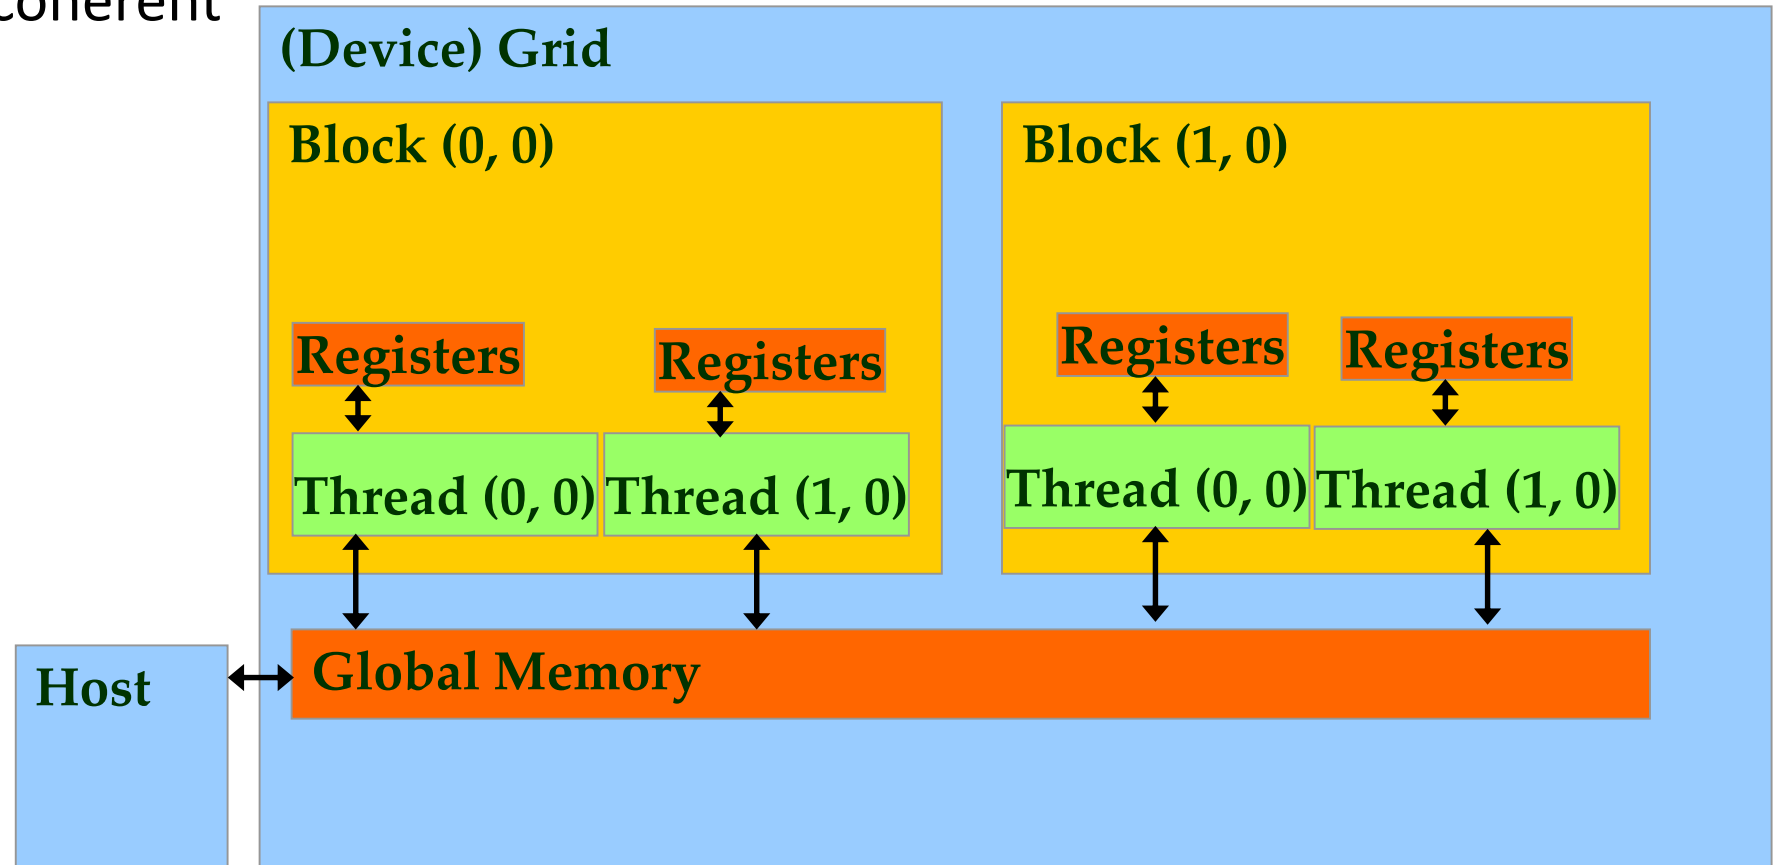 coherent
(Device) Grid
Block (0, 0)
Block (1, 0)
Registers
Registers
Registers
Registers
Thread (0, 0)
Thread (1, 0)
Thread (0, 0)
Thread (1, 0)
Global Memory
Host